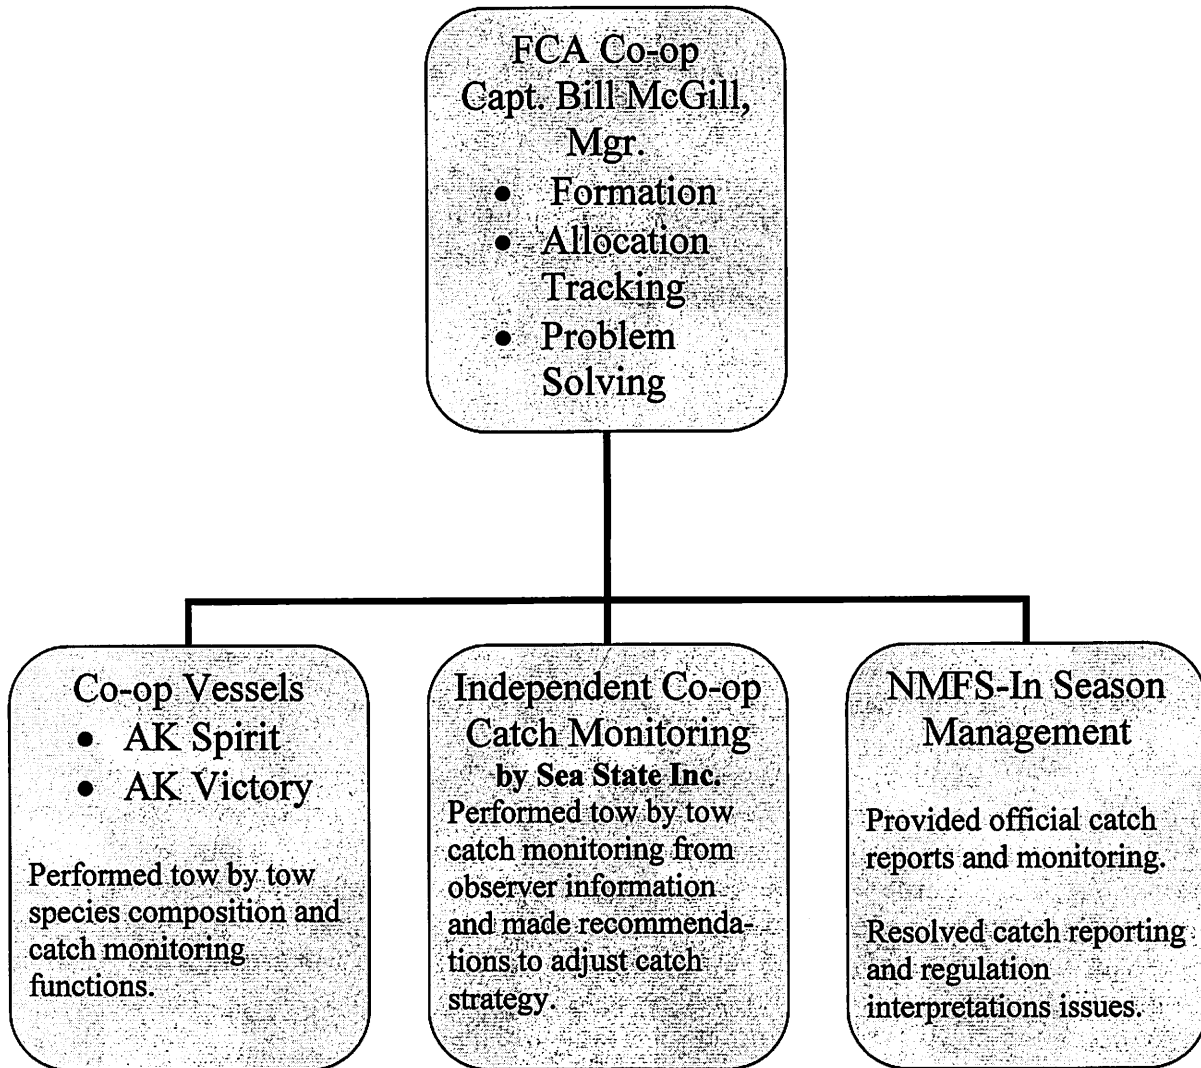 FCA Co-op
Capt. Bill McGill,
Mgr.
• Formation
• Allocation
Tracking
• Problem
Solving
Co-op Vessels
• AK Spirit
• AK Victory
Performed tow by tow
species composition and
catch monitoring
functions.
Independent Co-op
Catch Monitoring
by Sea State Inc.
Performed tow by tow
catch monitoring from
observer information
and made recommenda-
tions to adjust catch
strategy.
NMFS-In Season
Management
Provided official catch
reports and monitoring.
Resolved catch reporting
and regulation
interpretations issues.